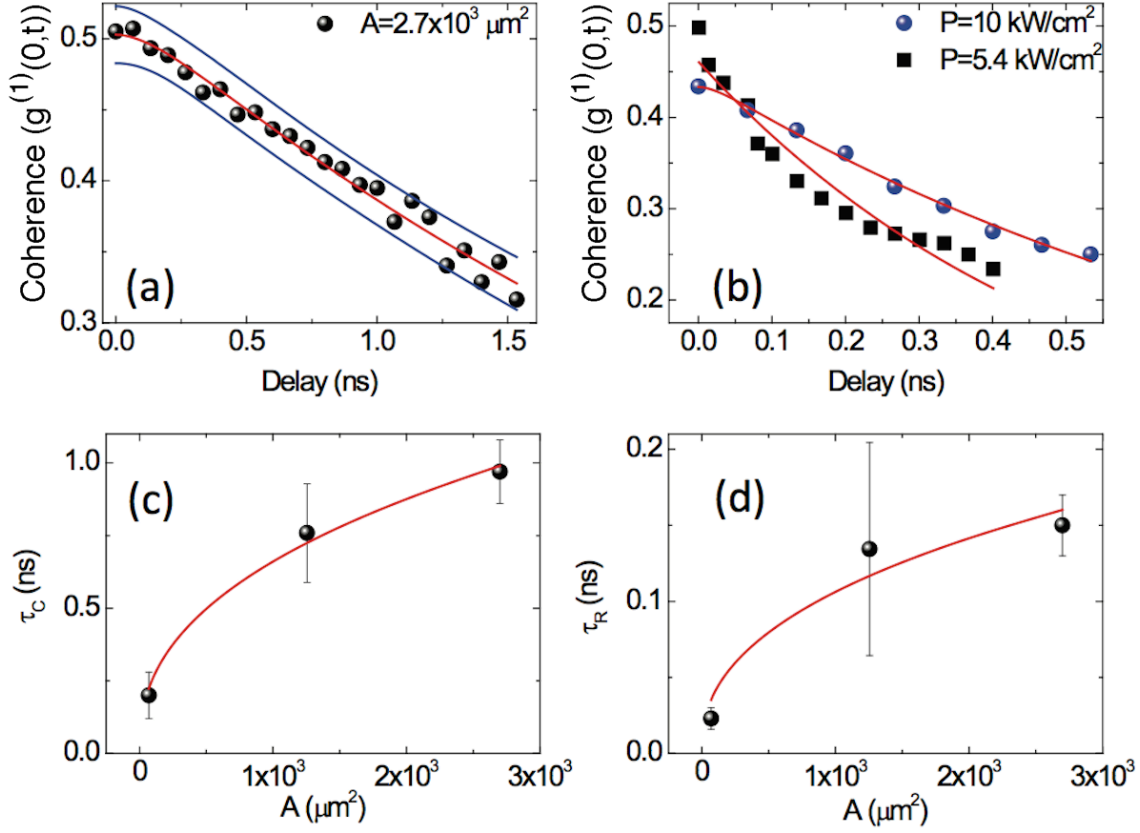 A=2.7x10³ µm²
0.5
0.4
0.3
Coherence (g⁽¹⁾(0,t))
(a)
0.0
0.5
1.0
1.5
Delay (ns)
P=10 kW/cm²
P=5.4 kW/cm²
0.5
0.4
0.3
0.2
Coherence (g⁽¹⁾(0,t))
(b)
0.0
0.1
0.2
0.3
0.4
0.5
Delay (ns)
(c)
1.0
0.5
0.0
τC (ns)
0
1x10³
2x10³
3x10³
A (µm²)
(d)
0.2
0.1
0.0
τR (ns)
0
1x10³
2x10³
3x10³
A (µm²)